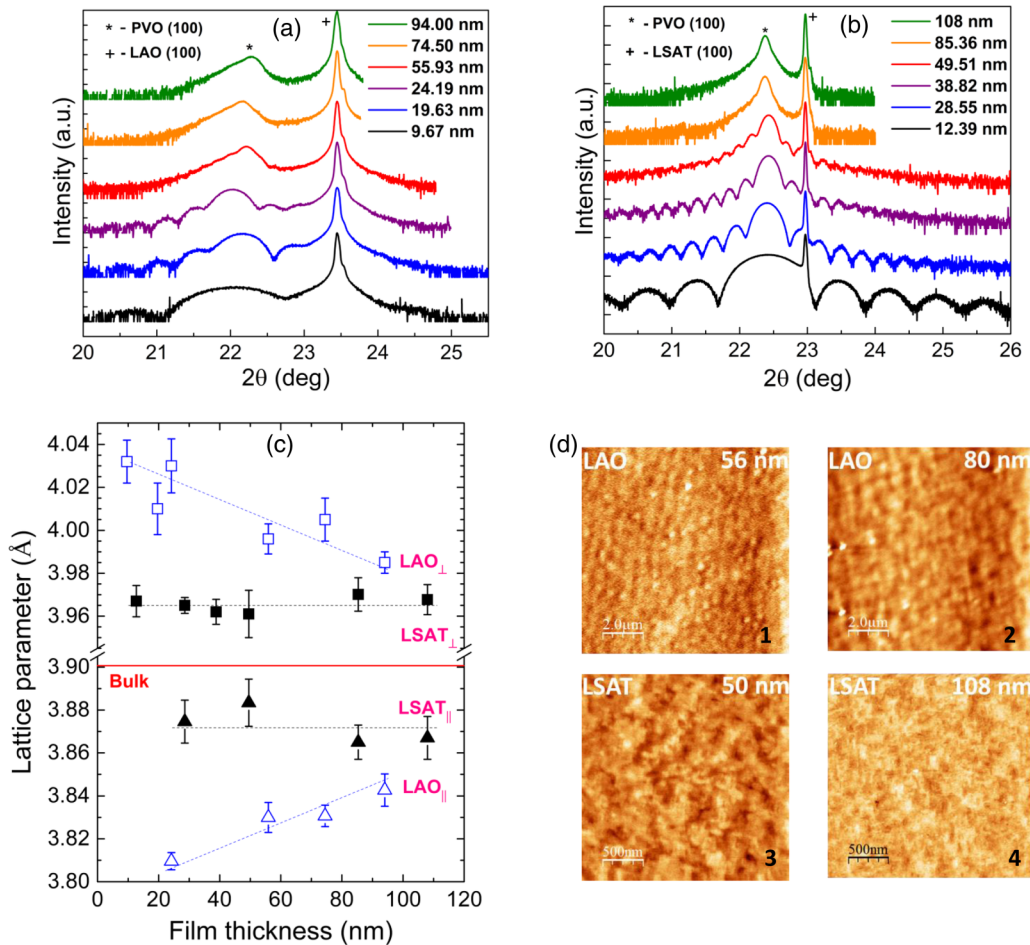 (a)
* - PVO (100)
+ - LAO (100)
*
+
94.00 nm
74.50 nm
55.93 nm
24.19 nm
19.63 nm
9.67 nm
Intensity (a.u.)
20 21 22 23 24 25
2θ (deg)
(b)
* - PVO (100)
+ - LSAT (100)
*
+
108 nm
85.36 nm
49.51 nm
38.82 nm
28.55 nm
12.39 nm
Intensity (a.u.)
20 21 22 23 24 25 26
2θ (deg)
(c)
4.04
4.02
4.00
3.98
3.96
3.90
3.88
3.86
3.84
3.82
3.80
Lattice parameter (Å)
LAO⊥
LSAT⊥
Bulk
LSAT||
LAO||
0 20 40 60 80 100 120
Film thickness (nm)
(d)
LAO 56 nm
2.0µm
1
LAO 80 nm
2.0µm
2
LSAT 50 nm
500nm
3
LSAT 108 nm
500nm
4